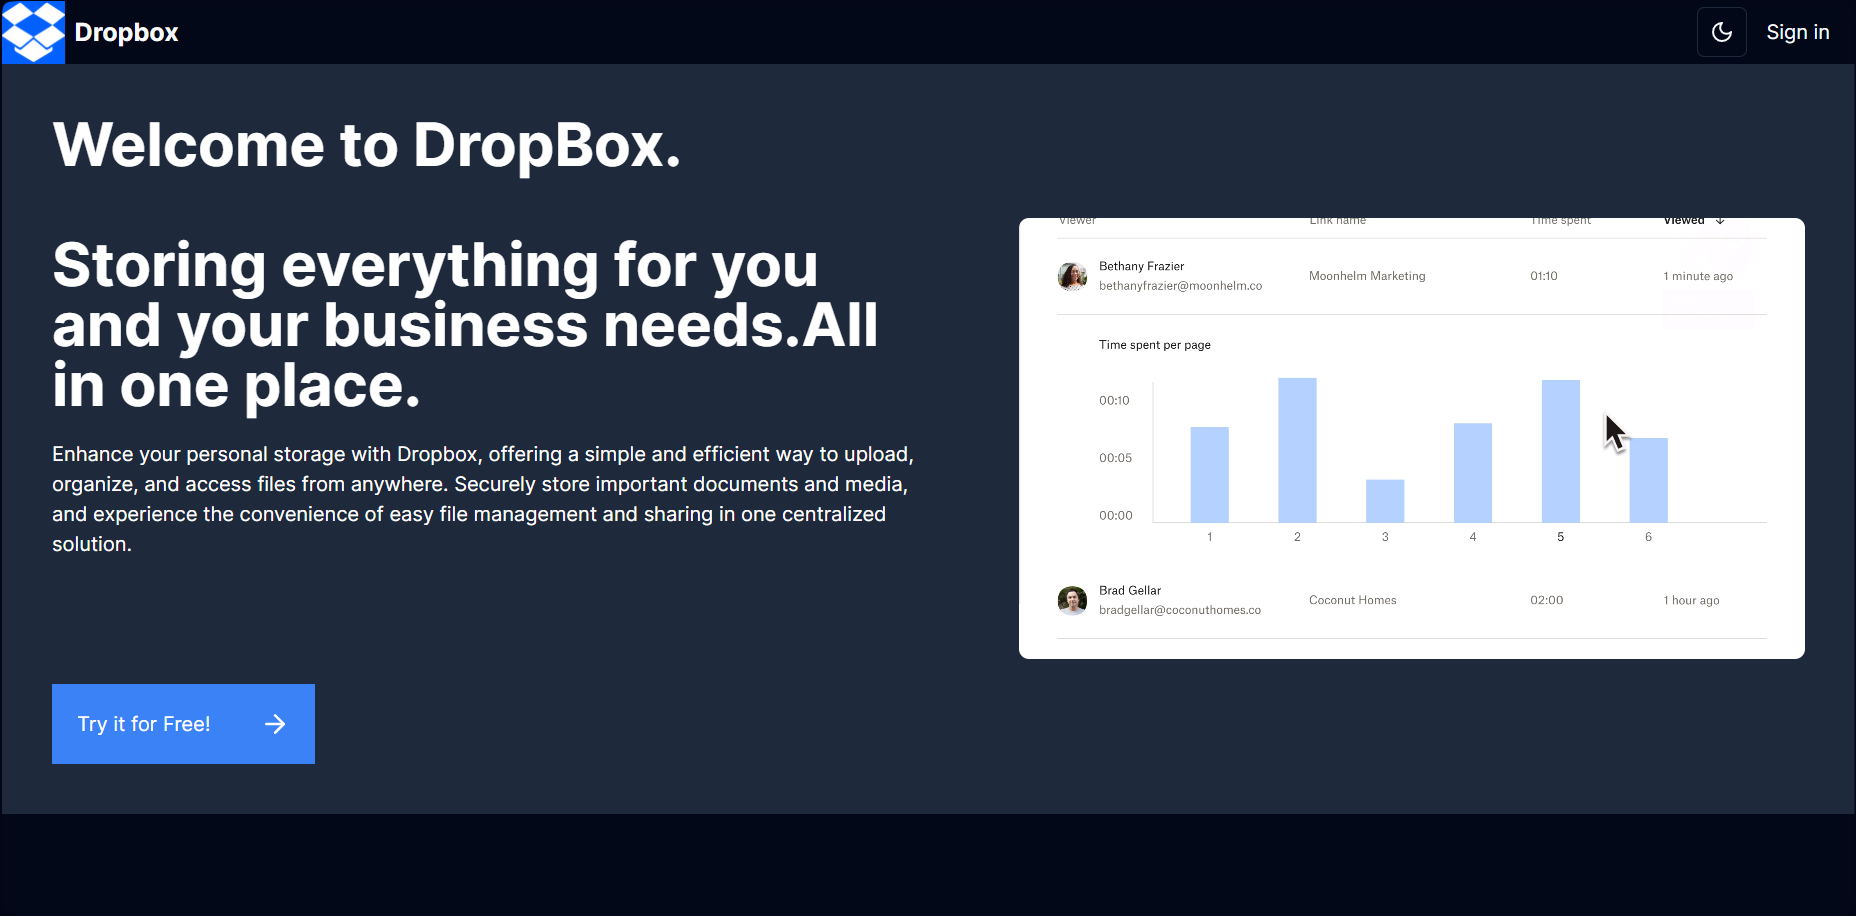 Dropbox
Sign in
Welcome to DropBox.
Storing everything for you
and your business needs.All
in one place.
Enhance your personal storage with Dropbox, offering a simple and efficient way to upload,
organize, and access files from anywhere. Securely store important documents and media,
and experience the convenience of easy file management and sharing in one centralized
solution.
Try it for Free!
Viewer Link name Time spent Viewed
Bethany Frazier
bethanyfrazier@moonhelm.co
Moonhelm Marketing 01:10 1 minute ago
Time spent per page
00:10
00:05
00:00
1 2 3 4 5 6
Brad Gellar
bradgellar@coconuthomes.co
Coconut Homes 02:00 1 hour ago